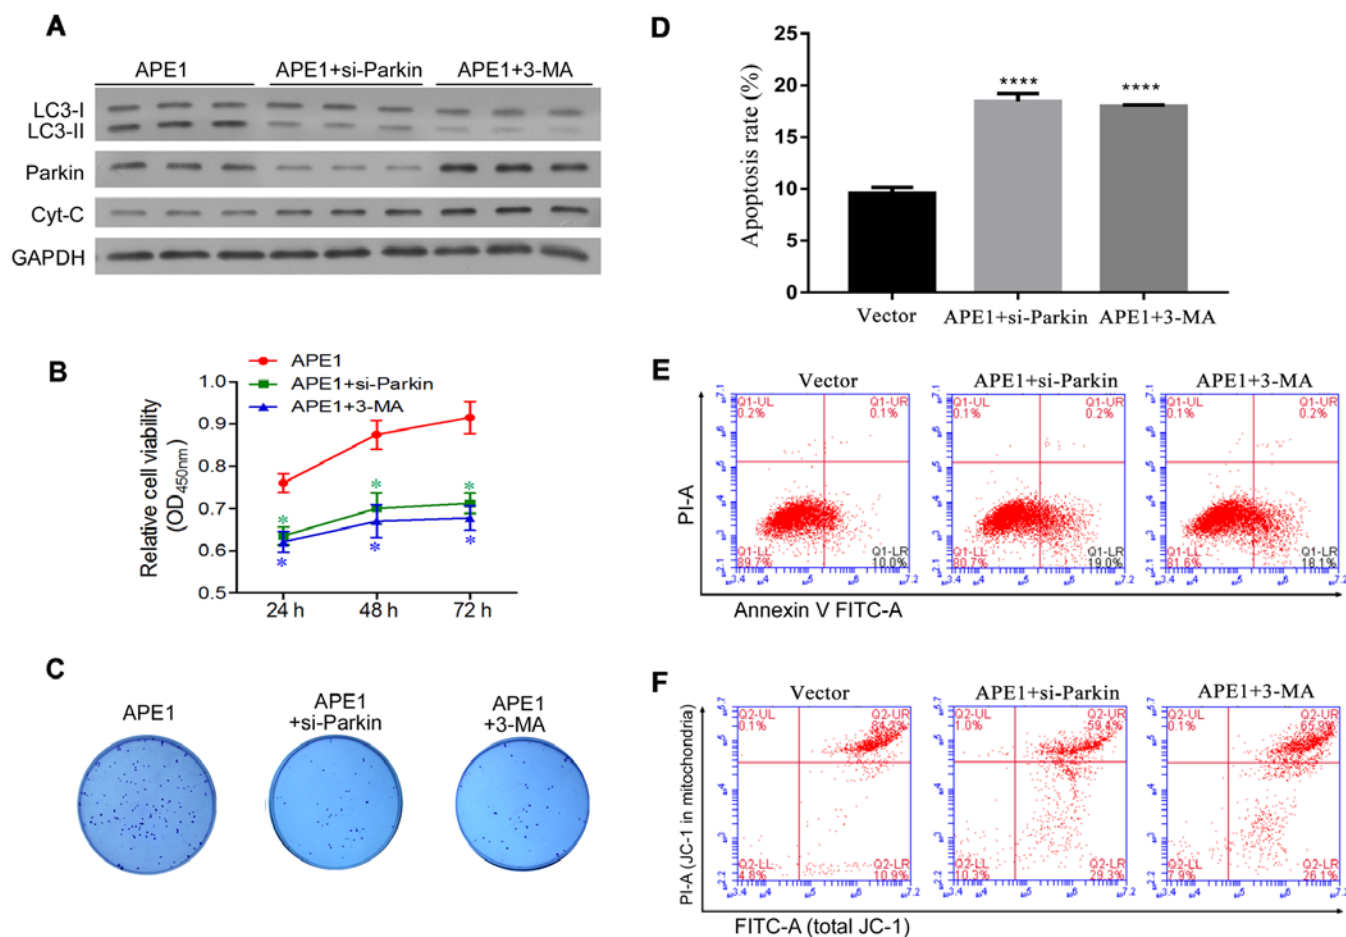 A
APE1 APE1+si-Parkin APE1+3-MA
LC3-I
LC3-II
Parkin
Cyt-C
GAPDH
B
APE1
APE1+si-Parkin
APE1+3-MA
Relative cell viability
(OD450nm)
1.0
0.9
0.8
0.7
0.6
0.5
* * *
* * *
24 h 48 h 72 h
C
APE1
APE1
+si-Parkin
APE1
+3-MA
D
Apoptosis rate (%)
25
20
15
10
5
0
**** ****
Vector APE1+si-Parkin APE1+3-MA
E
Vector APE1+si-Parkin APE1+3-MA
PI-A
Q1-UL Q1-UR Q1-UL Q1-UR Q1-UL Q1-UR
0.2% 0.1% 0.1% 0.2% 0.1% 0.2%
Q1-LL Q1-LR Q1-LL Q1-LR Q1-LL Q1-LR
89.7% 10.0% 80.7% 19.0% 81.6% 18.1%
Annexin V FITC-A
F
Vector APE1+si-Parkin APE1+3-MA
PI-A (JC-1 in mitochondria)
Q2-UL Q2-UR Q2-UL Q2-UR Q2-UL Q2-UR
0.1% 84.2% 1.0% 59.4% 0.1% 65.9%
Q2-LL Q2-LR Q2-LL Q2-LR Q2-LL Q2-LR
4.8% 10.9% 10.3% 29.3% 7.9% 26.1%
FITC-A (total JC-1)